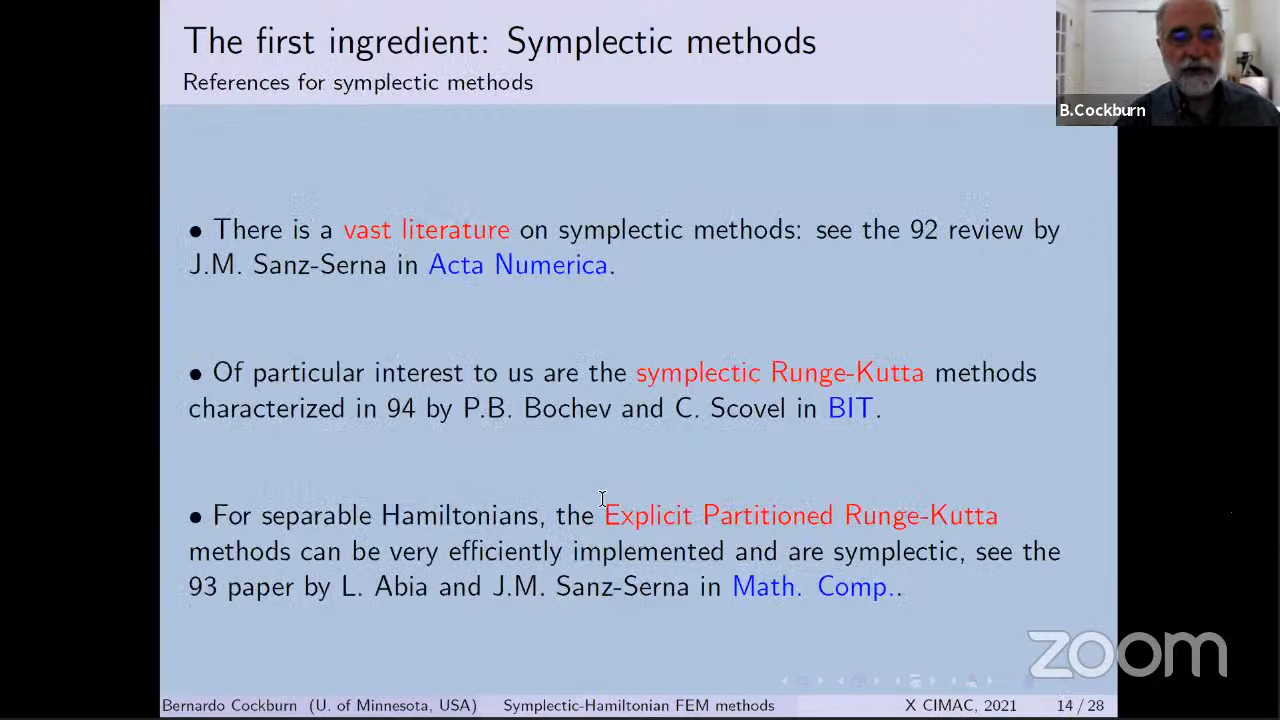 The first ingredient: Symplectic methods
References for symplectic methods
B.Cockburn
• There is a vast literature on symplectic methods: see the 92 review by
J.M. Sanz-Serna in Acta Numerica.
• Of particular interest to us are the symplectic Runge-Kutta methods
characterized in 94 by P.B. Bochev and C. Scovel in BIT.
• For separable Hamiltonians, the Explicit Partitioned Runge-Kutta
methods can be very efficiently implemented and are symplectic, see the
93 paper by L. Abia and J.M. Sanz-Serna in Math. Comp..
zoom
Bernardo Cockburn (U. of Minnesota, USA) Symplectic-Hamiltonian FEM methods X CIMAC, 2021 14 / 28